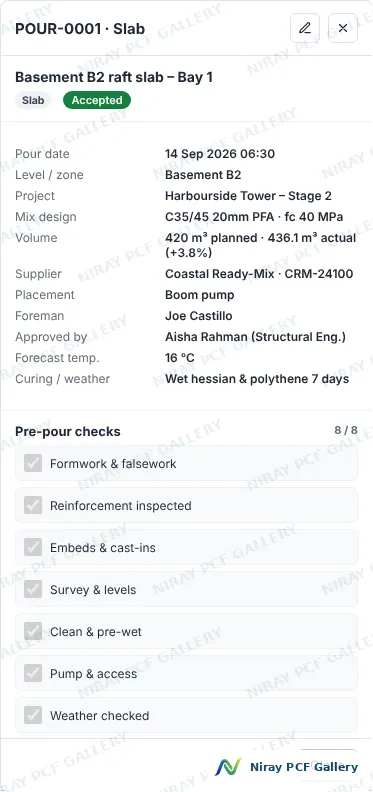 POUR-0001 · Slab
Basement B2 raft slab – Bay 1
Slab
Accepted
Pour date 14 Sep 2026 06:30
Level / zone Basement B2
Project Harbourside Tower – Stage 2
Mix design C35/45 20mm PFA · fc 40 MPa
Volume 420 m³ planned · 436.1 m³ actual
(+3.8%)
Supplier Coastal Ready-Mix · CRM-24100
Placement Boom pump
Foreman Joe Castillo
Approved by Aisha Rahman (Structural Eng.)
Forecast temp. 16 °C
Curing / weather Wet hessian & polythene 7 days
Pre-pour checks 8 / 8
Formwork & falsework
Reinforcement inspected
Embeds & cast-ins
Survey & levels
Clean & pre-wet
Pump & access
Weather checked
Niray PCF Gallery
NIRAY PCF GALLERY